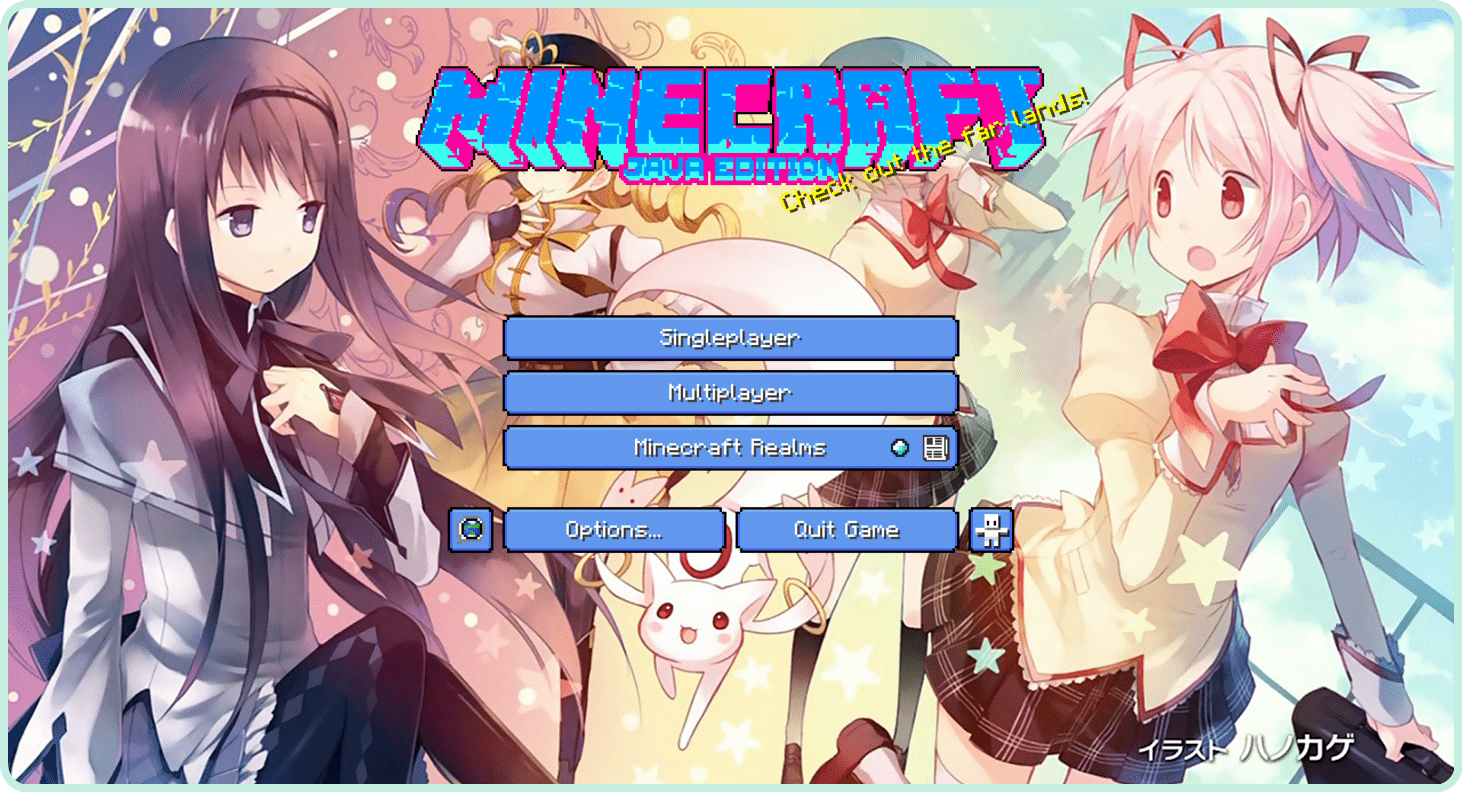 MINECRAFT
JAVA EDITION
Check out the far lands!
Singleplayer
Multiplayer
Minecraft Realms
Options...
Quit Game
イラスト ハノカゲ